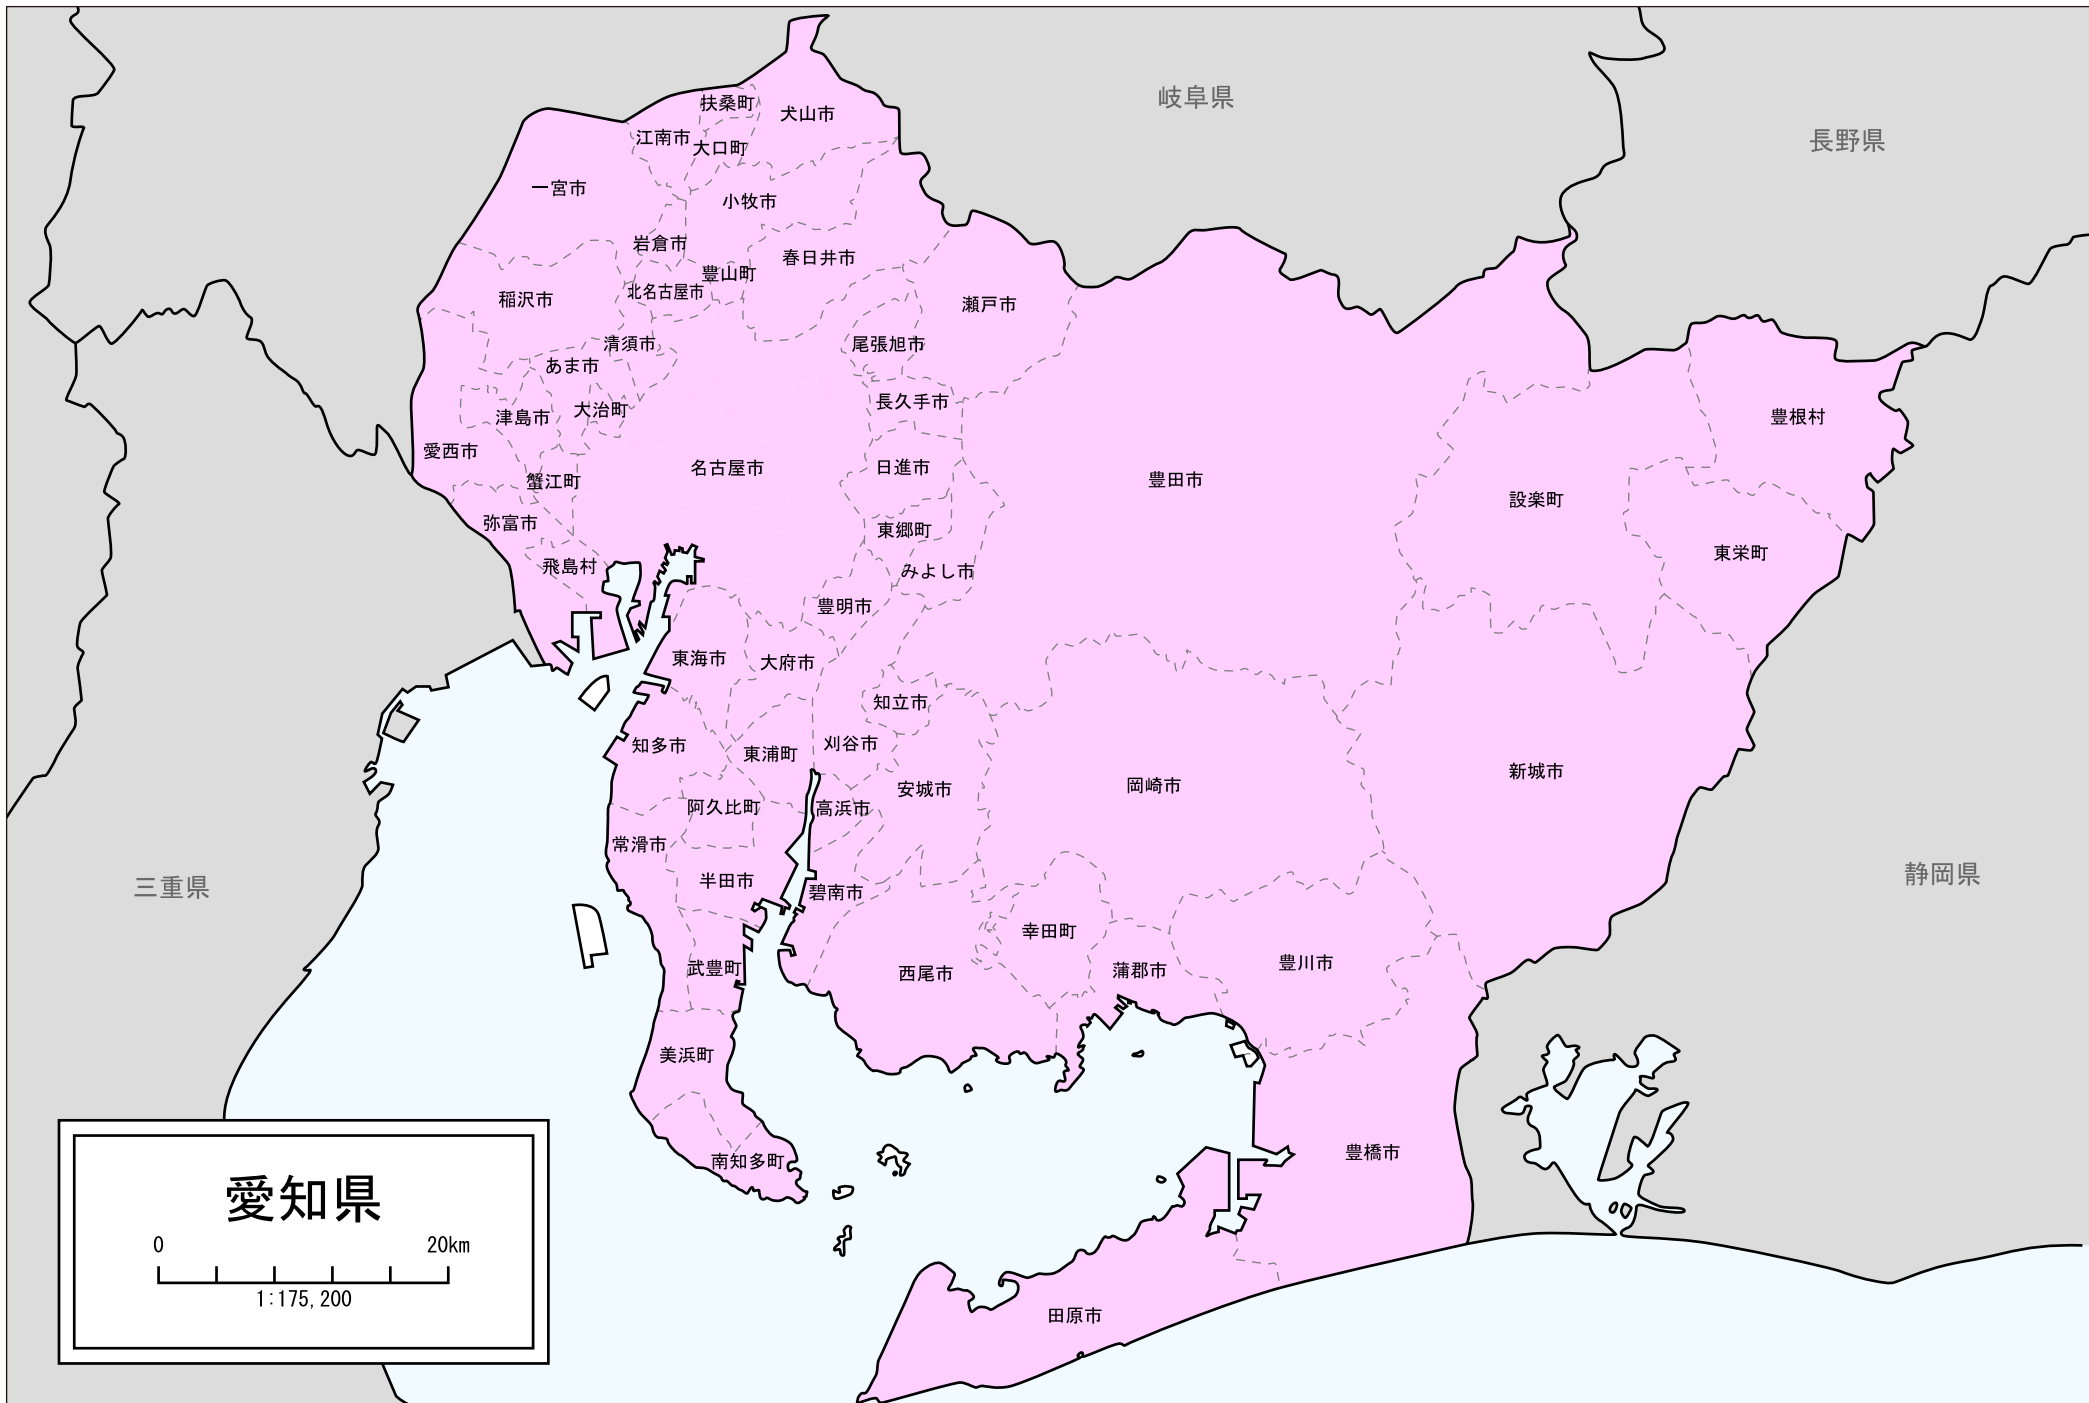 岐阜県
長野県
扶桑町
犬山市
江南市
大口町
一宮市
小牧市
岩倉市
春日井市
豊山町
北名古屋市
稲沢市
瀬戸市
清須市
尾張旭市
あま市
長久手市
大治町
津島市
豊根村
愛西市
名古屋市
日進市
豊田市
蟹江町
設楽町
弥富市
東郷町
東栄町
飛島村
みよし市
豊明市
東海市
大府市
知立市
知多市
東浦町
刈谷市
新城市
岡崎市
安城市
阿久比町
高浜市
常滑市
半田市
碧南市
三重県
静岡県
幸田町
豊川市
武豊町
西尾市
蒲郡市
美浜町
豊橋市
南知多町
田原市
愛知県
0 20km
1:175,200